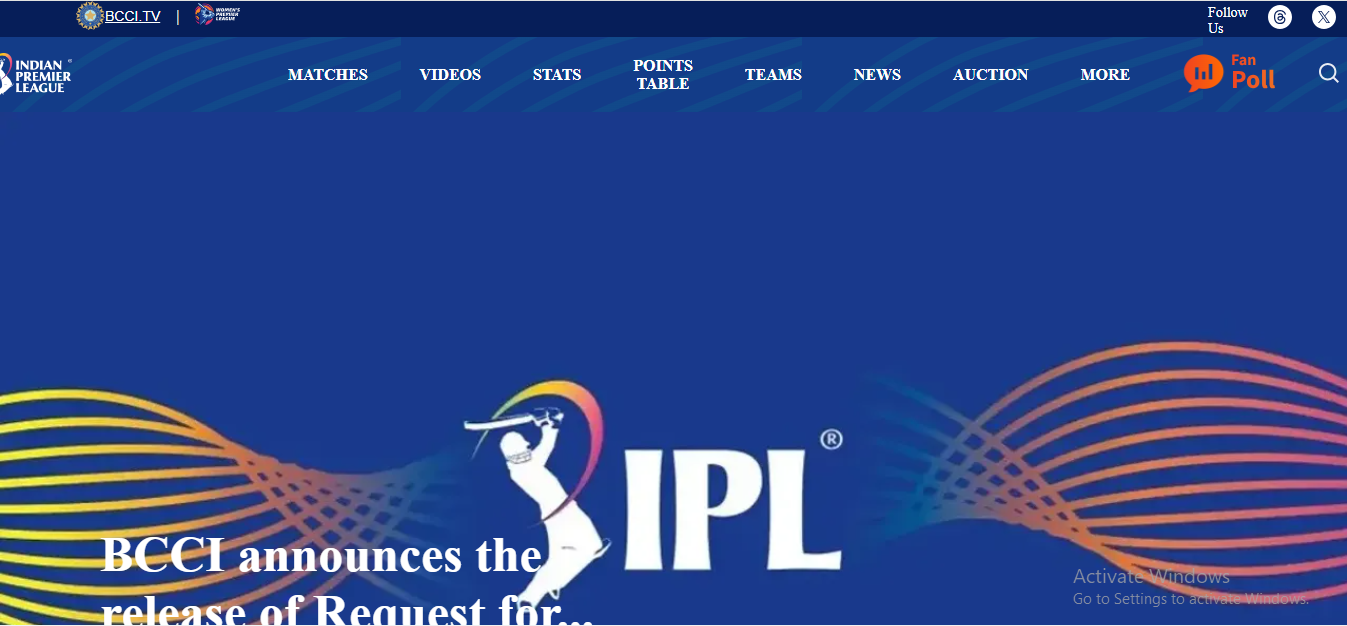 BCCI.TV | WOMEN'S PREMIER LEAGUE
Follow
Us
INDIAN
PREMIER
LEAGUE
MATCHES VIDEOS STATS POINTS TABLE TEAMS NEWS AUCTION MORE
Fan
Poll
IPL®
BCCI announces the
release of Request for...
Activate Windows
Go to Settings to activate Windows.